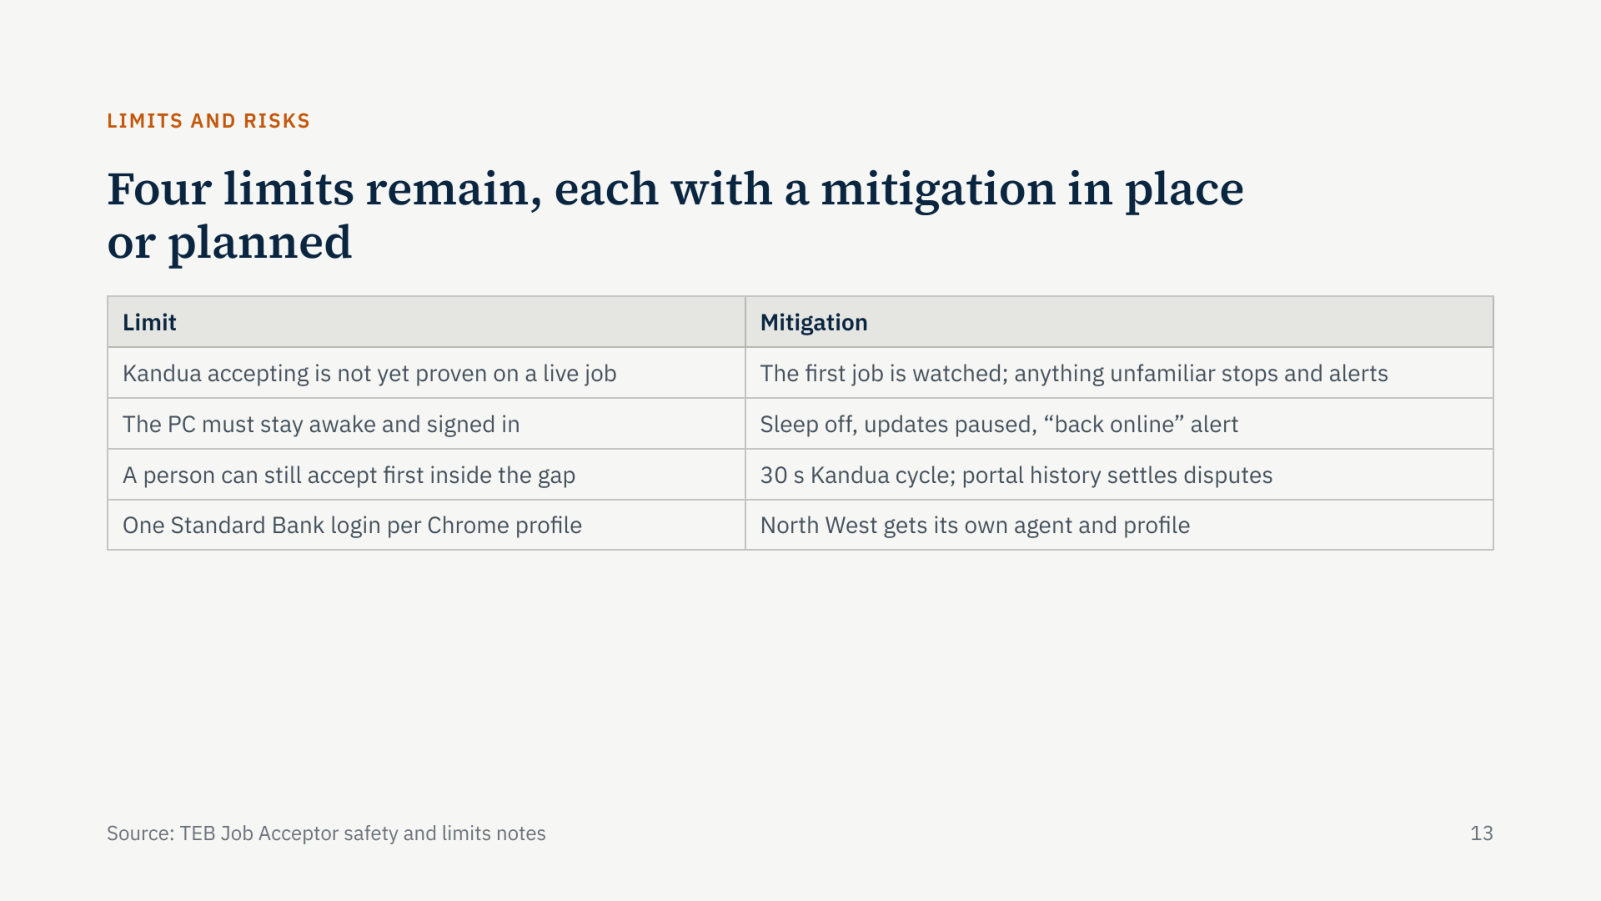 LIMITS AND RISKS
Four limits remain, each with a mitigation in place
or planned
Limit
Mitigation
Kandua accepting is not yet proven on a live job
The first job is watched; anything unfamiliar stops and alerts
The PC must stay awake and signed in
Sleep off, updates paused, “back online” alert
A person can still accept first inside the gap
30 s Kandua cycle; portal history settles disputes
One Standard Bank login per Chrome profile
North West gets its own agent and profile
Source: TEB Job Acceptor safety and limits notes
13